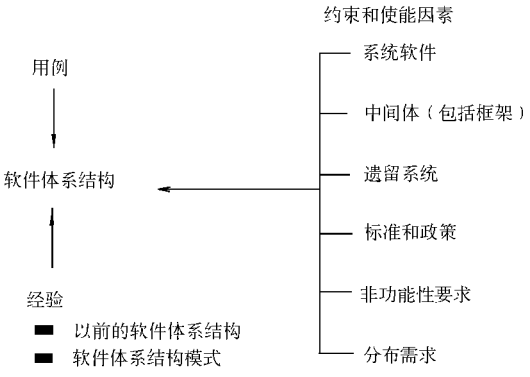 约束和使能因素
系统软件
用例
中间体（包括框架）
软件体系结构
遗留系统
标准和政策
经验
非功能性要求
以前的软件体系结构
软件体系结构模式
分布需求